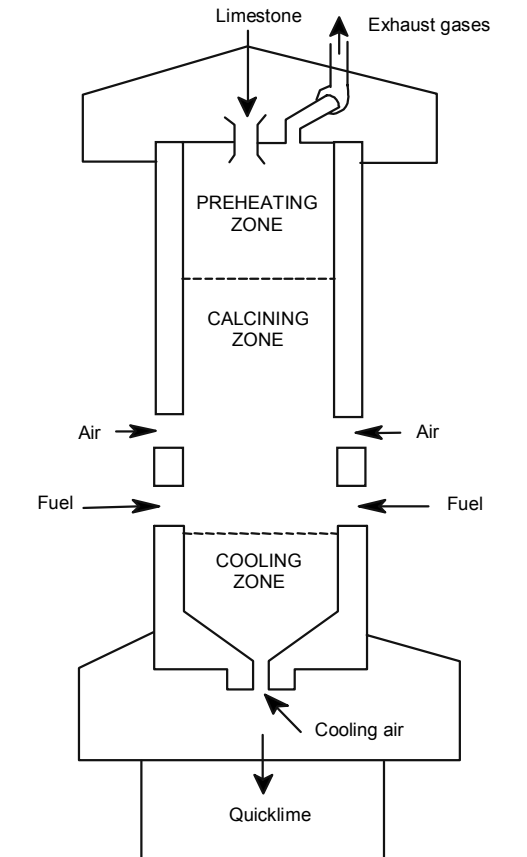 Limestone
Exhaust gases
PREHEATING
ZONE
CALCINING
ZONE
Air
Air
Fuel
Fuel
COOLING
ZONE
Cooling air
Quicklime